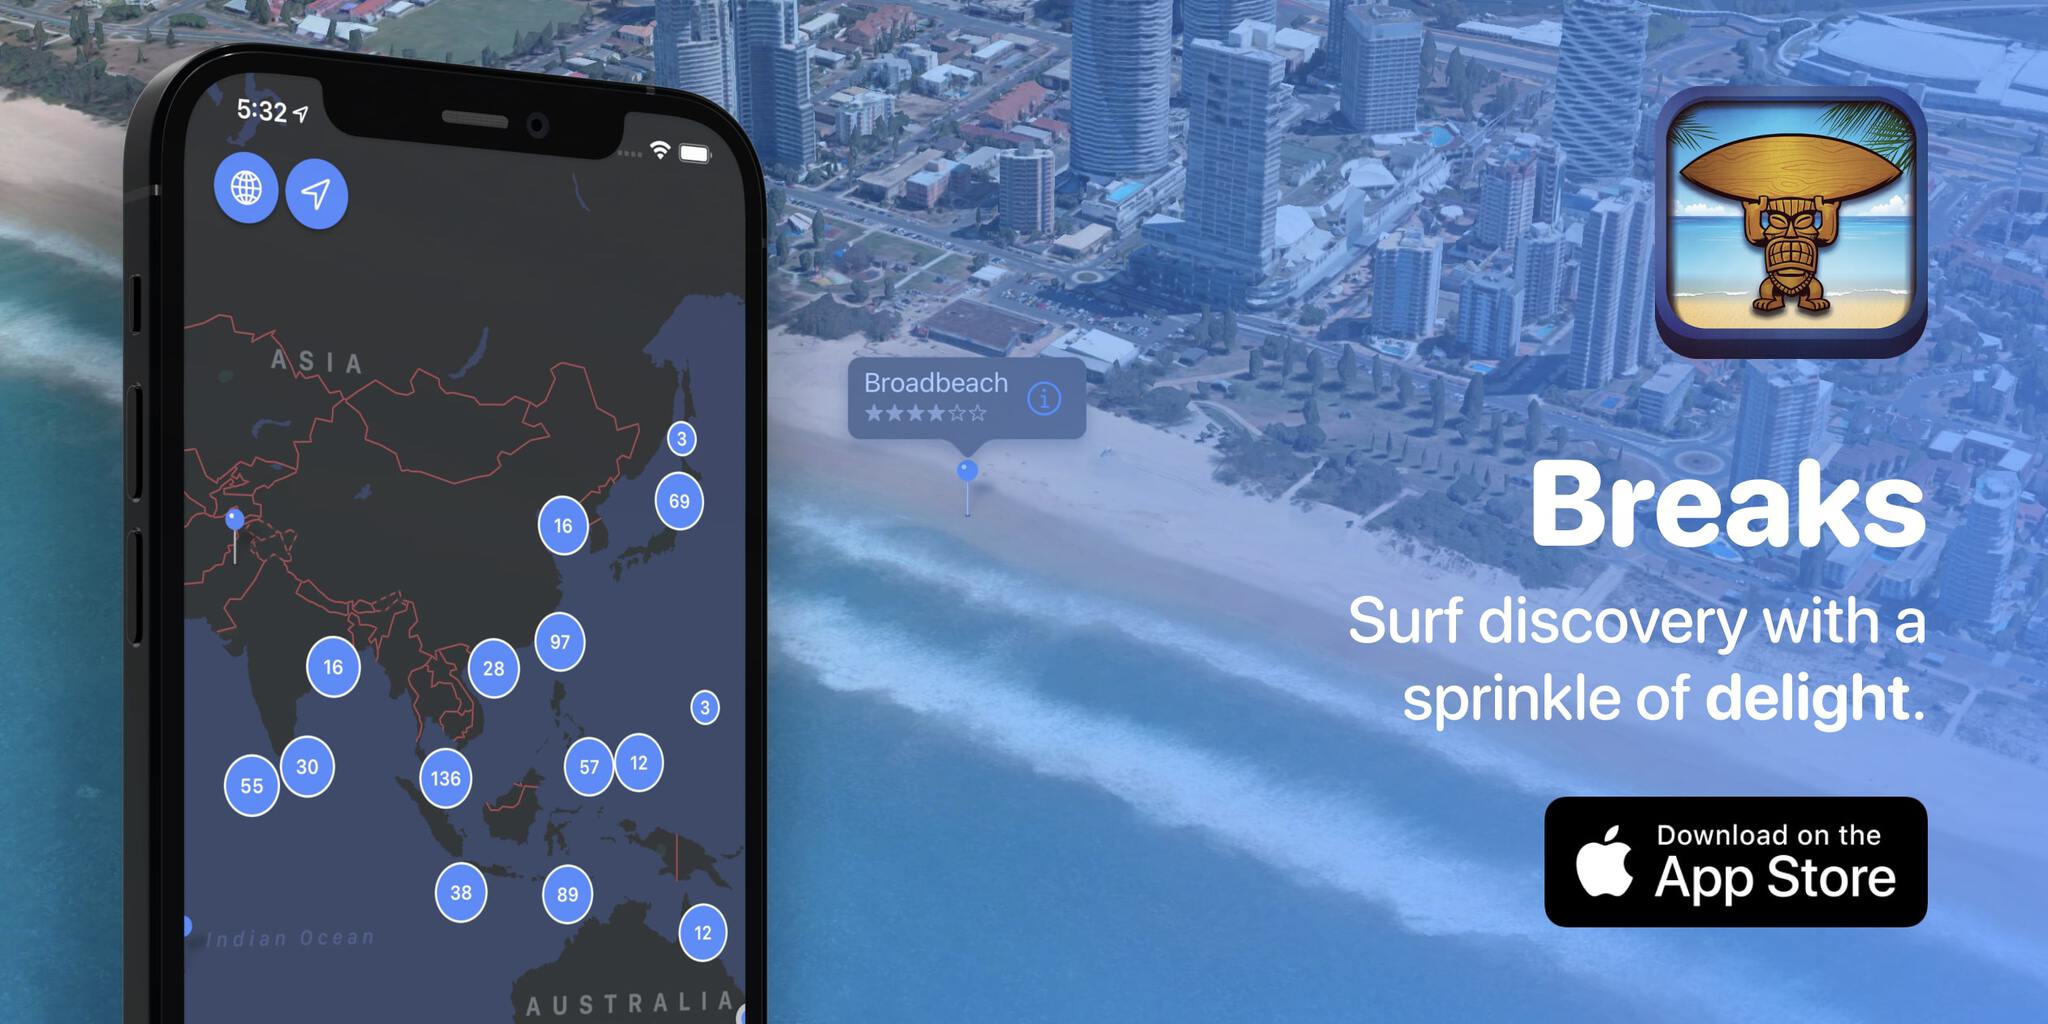 5:32
ASIA
3
69
16
97
16
28
3
55
30
136
57
12
38
89
12
Indian Ocean
AUSTRALIA
Broadbeach
★★★★☆☆
Breaks
Surf discovery with a
sprinkle of delight.
Download on the
App Store